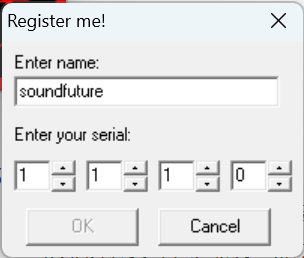 Register me!
Enter name:
soundfuture
Enter your serial:
1 1 1 0
OK Cancel